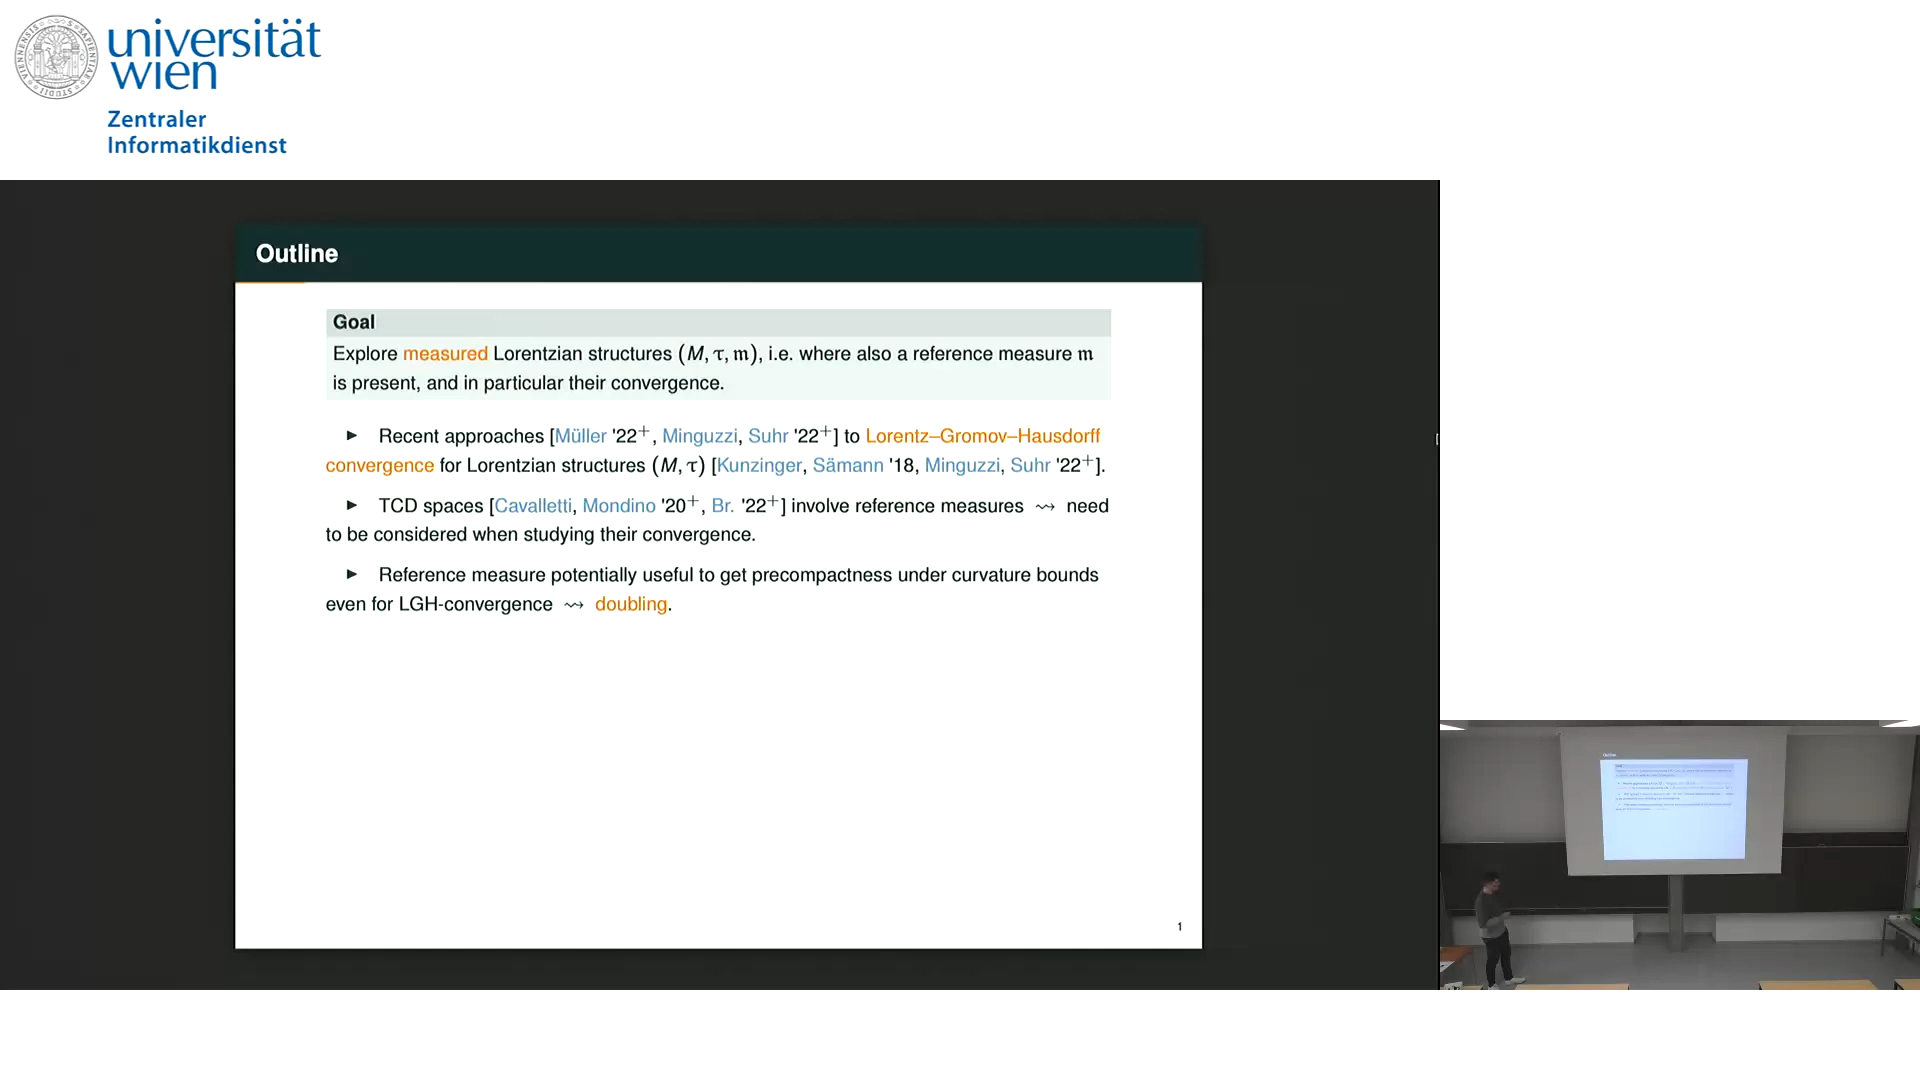 universität
wien
Zentraler
Informatikdienst
Outline
Goal
Explore measured Lorentzian structures (M, τ, 𝔪), i.e. where also a reference measure 𝔪
is present, and in particular their convergence.
► Recent approaches [Müller '22⁺, Minguzzi, Suhr '22⁺] to Lorentz–Gromov–Hausdorff
convergence for Lorentzian structures (M, τ) [Kunzinger, Sämann '18, Minguzzi, Suhr '22⁺].
► TCD spaces [Cavalletti, Mondino '20⁺, Br. '22⁺] involve reference measures ⇝ need
to be considered when studying their convergence.
► Reference measure potentially useful to get precompactness under curvature bounds
even for LGH-convergence ⇝ doubling.
1